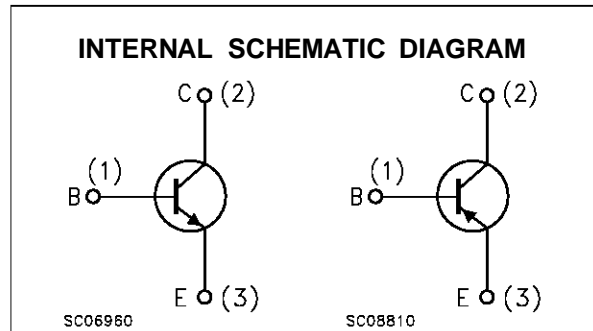 INTERNAL SCHEMATIC DIAGRAM
C (2)
C (2)
(1)
(1)
B
B
E (3)
E (3)
SC06960
SC08810